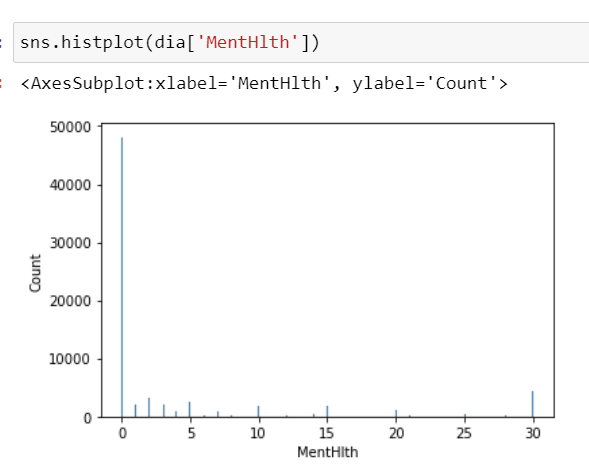 : sns.histplot(dia['MentHlth'])
: <AxesSubplot:xlabel='MentHlth', ylabel='Count'>
50000
40000
30000
20000
10000
0
Count
0 5 10 15 20 25 30
MentHlth